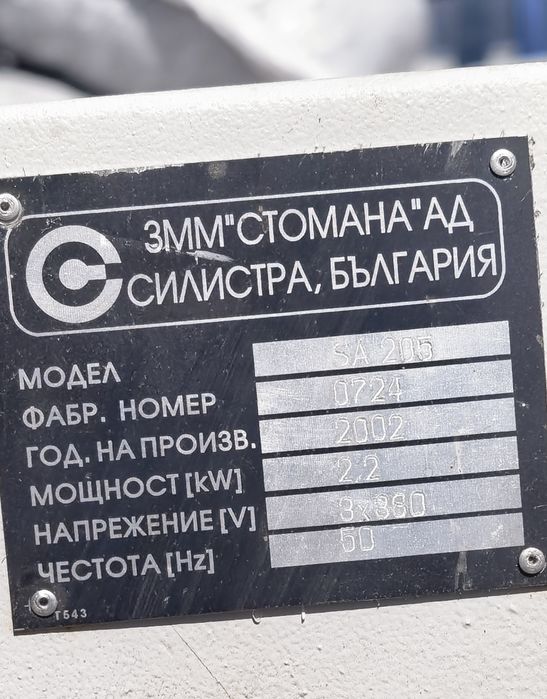 ЗММ"СТОМАНА"АД
СИЛИСТРА, БЪЛГАРИЯ
МОДЕЛ SA 205
ФАБР. НОМЕР 0724
ГОД. НА ПРОИЗВ. 2002
МОЩНОСТ [kW] 2,2
НАПРЕЖЕНИЕ [V] 3x380
ЧЕСТОТА [Hz] 50
T543